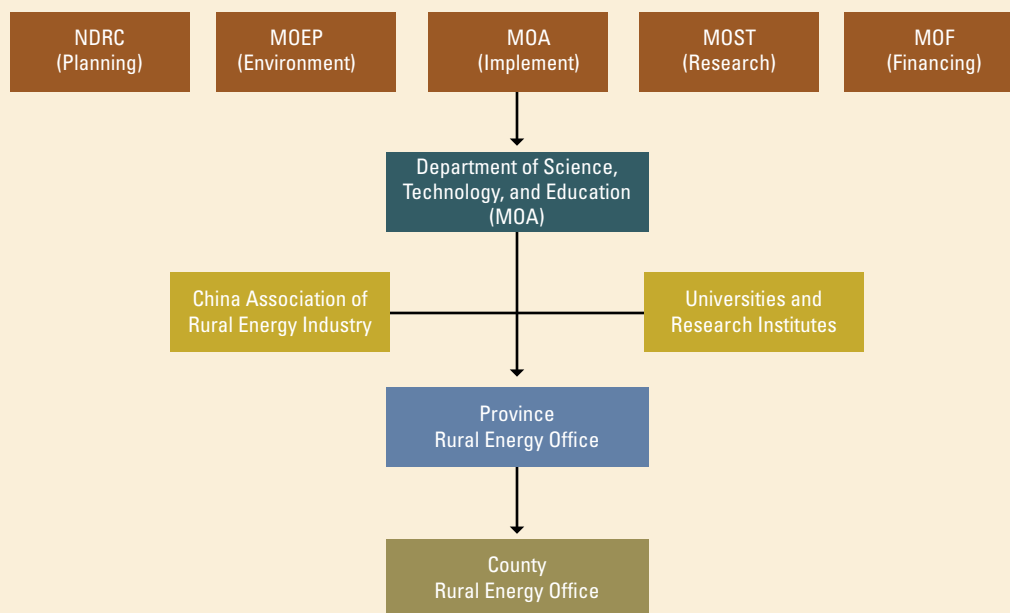 NDRC
(Planning)
MOEP
(Environment)
MOA
(Implement)
MOST
(Research)
MOF
(Financing)
Department of Science,
Technology, and Education
(MOA)
China Association of
Rural Energy Industry
Universities and
Research Institutes
Province
Rural Energy Office
County
Rural Energy Office